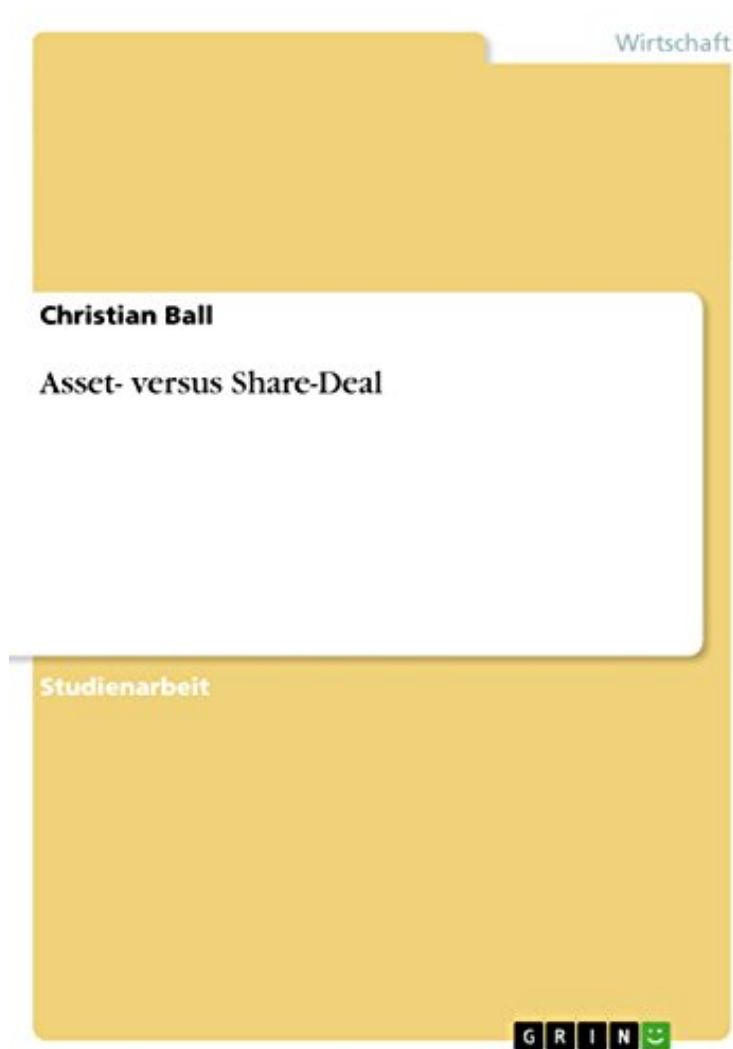 Wirtschaft
Christian Ball
Asset- versus Share-Deal
Studienarbeit
GRIN